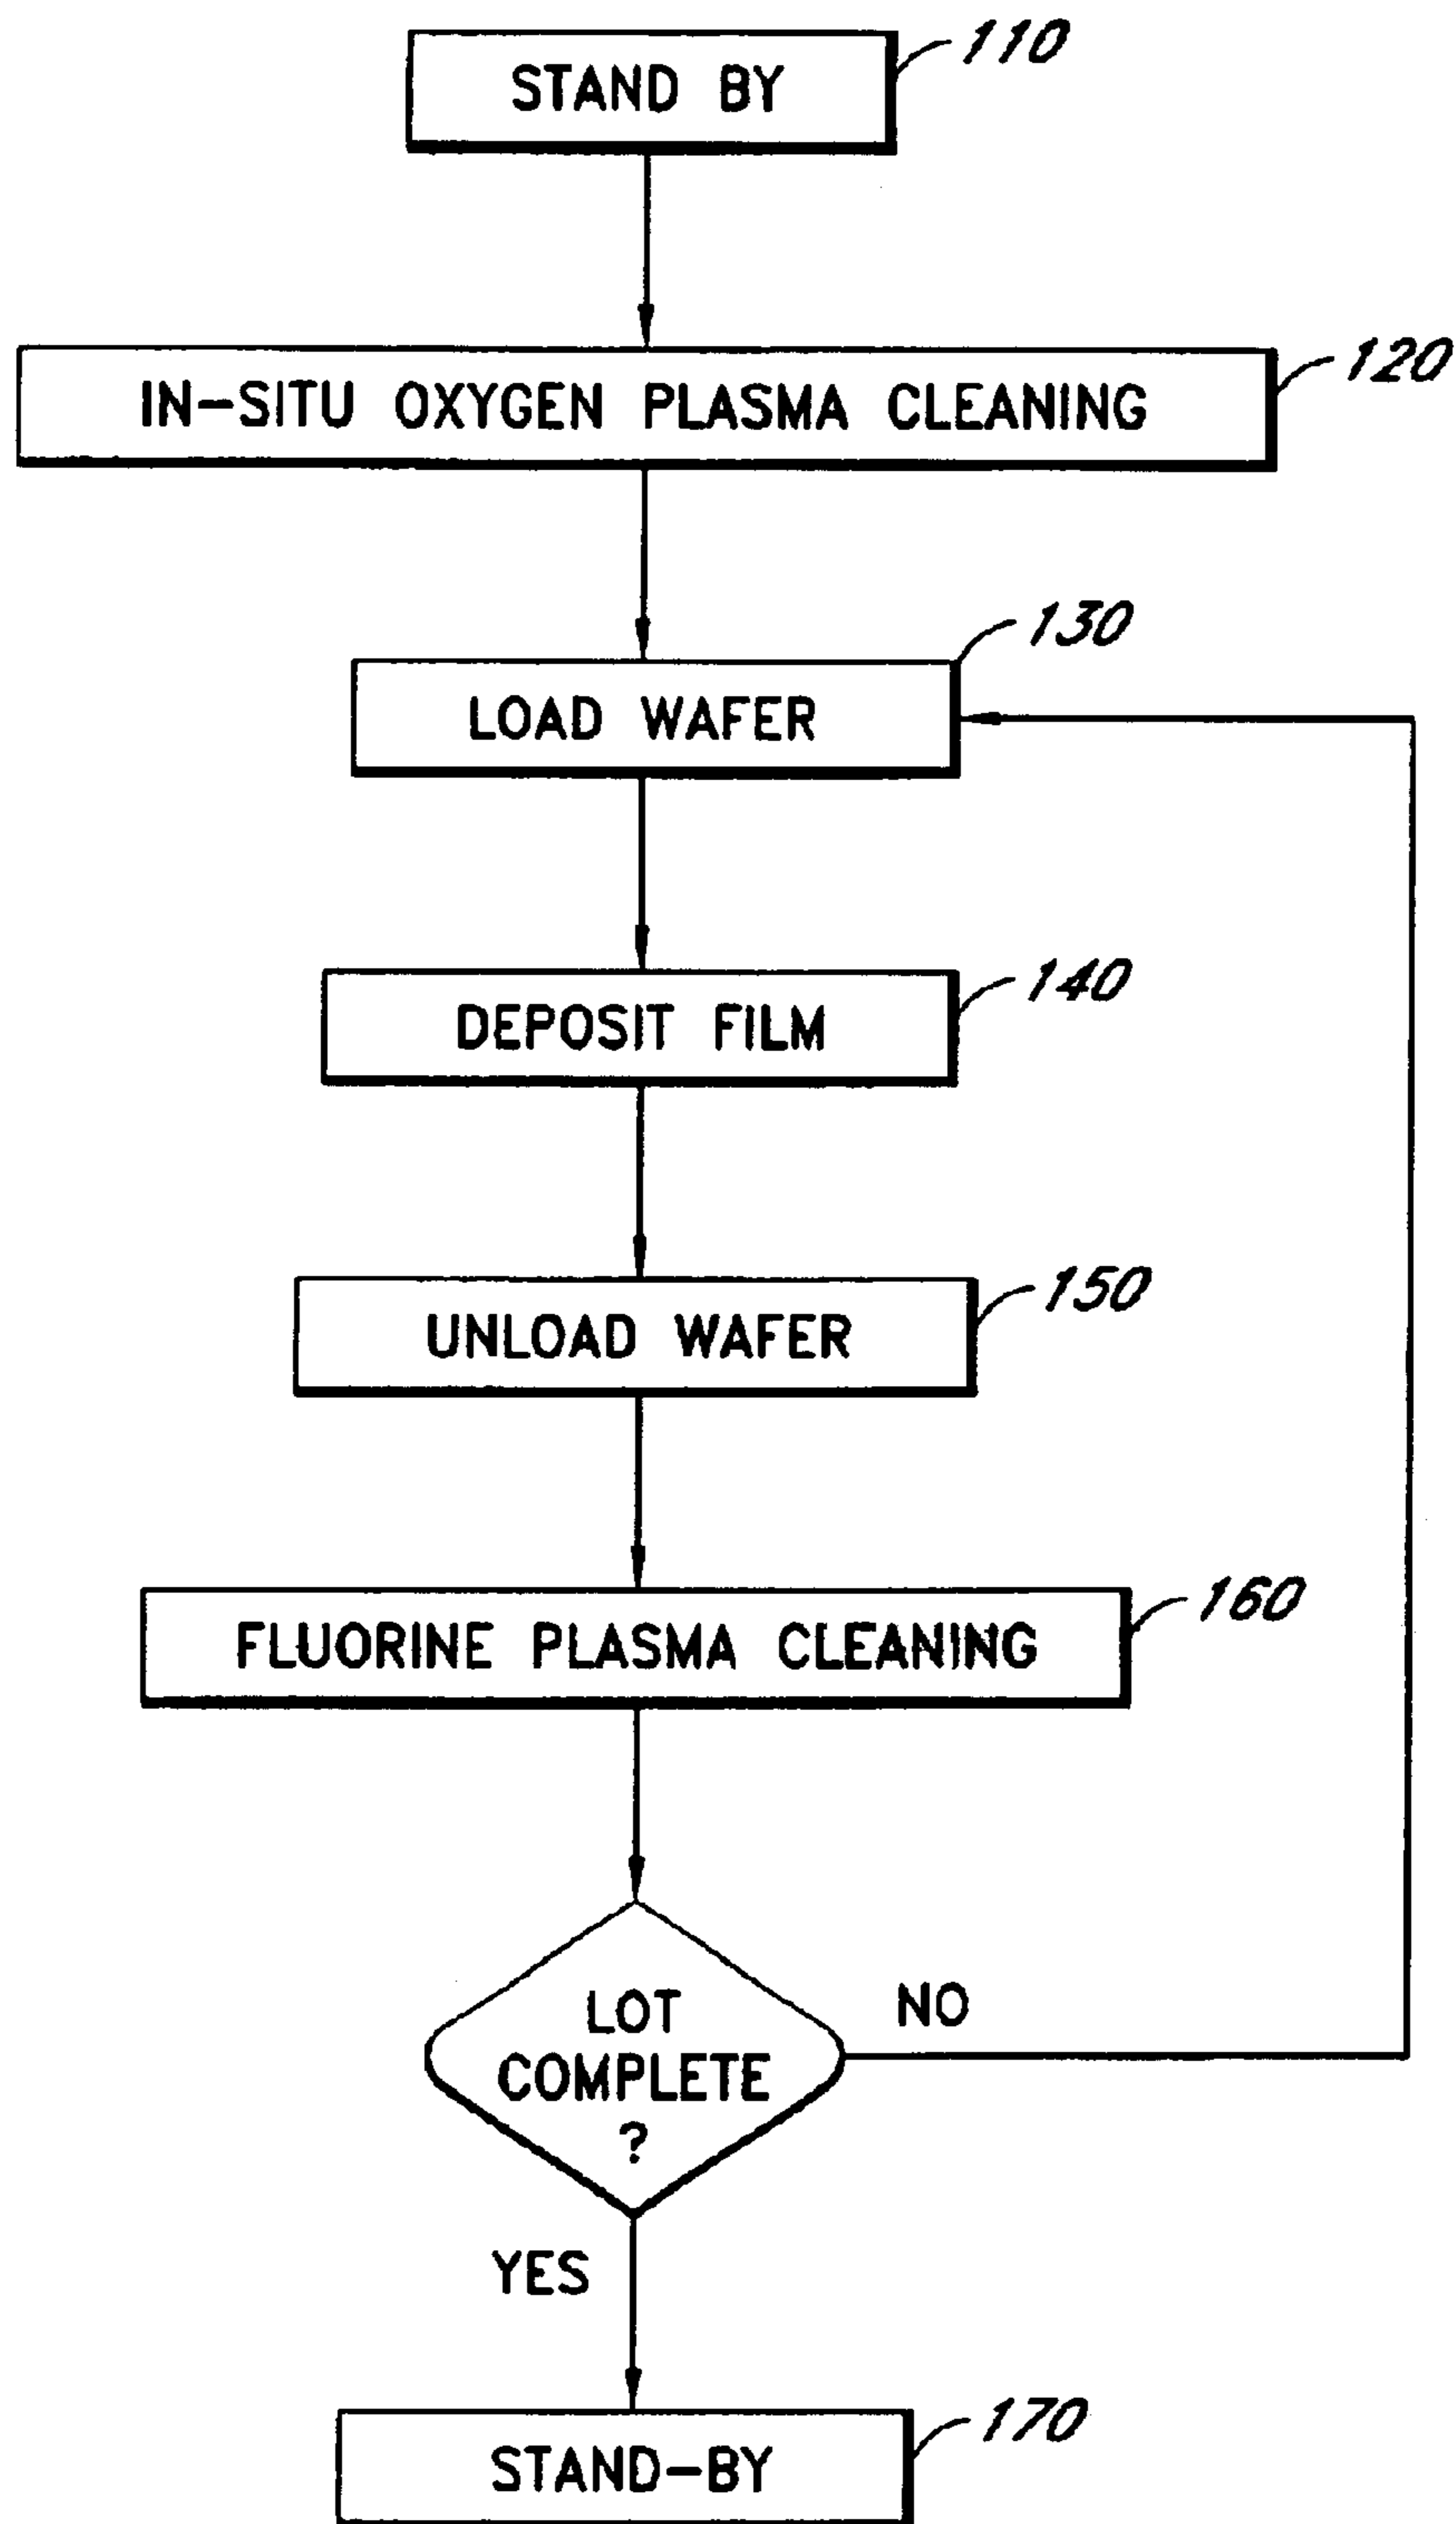 STAND BY
110
IN-SITU OXYGEN PLASMA CLEANING
120
LOAD WAFER
130
DEPOSIT FILM
140
UNLOAD WAFER
150
FLUORINE PLASMA CLEANING
160
LOT
COMPLETE
?
NO
YES
STAND-BY
170